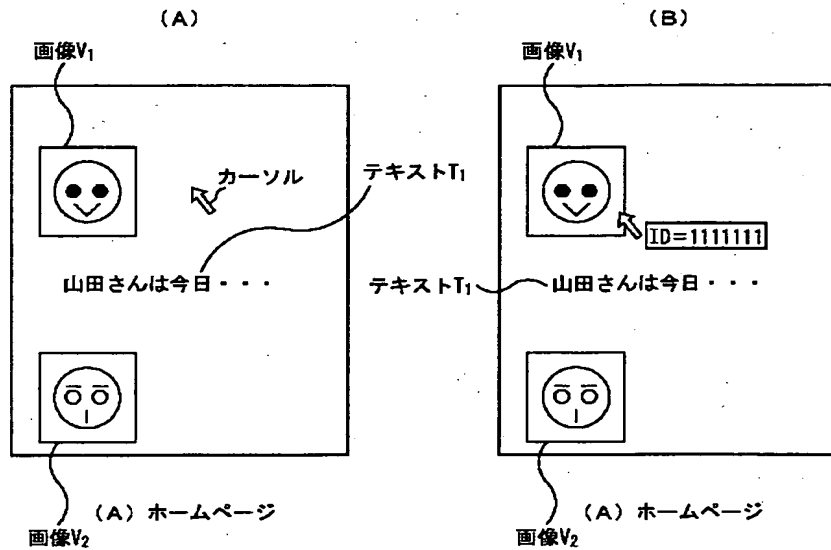 (A)
画像V₁
カーソル
テキストT₁
山田さんは今日・・・
画像V₂
(A) ホームページ
(B)
画像V₁
ID=1111111
テキストT₁
山田さんは今日・・・
画像V₂
(A) ホームページ